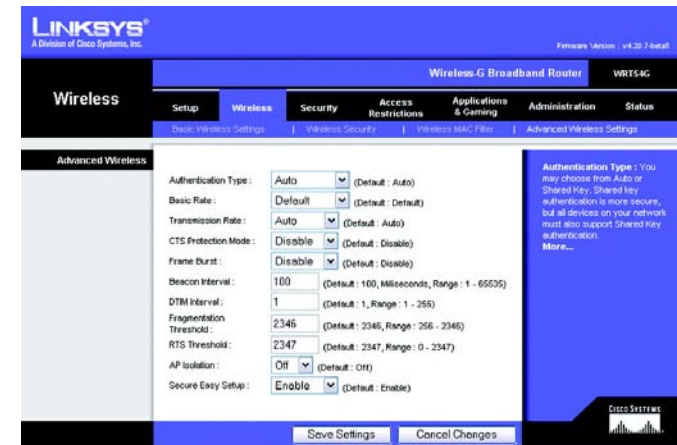 LINKSYS®
A Division of Cisco Systems, Inc.
Firmware Version : v4.20.7-beta5
Wireless-G Broadband Router WRT54G
Wireless
Setup Wireless Security Access Restrictions Applications & Gaming Administration Status
Basic Wireless Settings | Wireless Security | Wireless MAC Filter | Advanced Wireless Settings
Advanced Wireless
Authentication Type : Auto (Default : Auto)
Basic Rate : Default (Default : Default)
Transmission Rate : Auto (Default : Auto)
CTS Protection Mode : Disable (Default : Disable)
Frame Burst : Disable (Default : Disable)
Beacon Interval : 100 (Default : 100, Milliseconds, Range : 1 - 65535)
DTIM Interval : 1 (Default : 1, Range : 1 - 255)
Fragmentation
Threshold : 2346 (Default : 2346, Range : 256 - 2346)
RTS Threshold : 2347 (Default : 2347, Range : 0 - 2347)
AP Isolation : Off (Default : Off)
Secure Easy Setup : Enable (Default : Enable)
Authentication Type : You
may choose from Auto or
Shared Key. Shared key
authentication is more secure,
but all devices on your network
must also support Shared Key
authentication.
More...
Save Settings Cancel Changes
CISCO SYSTEMS